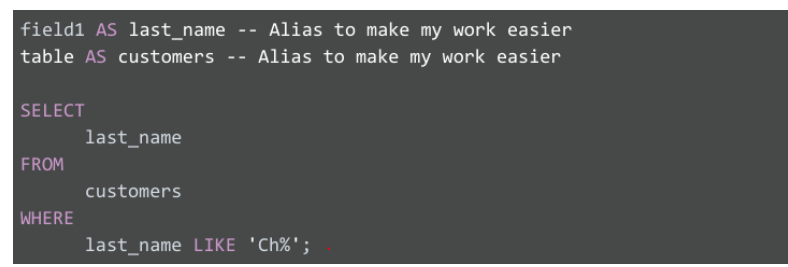 field1 AS last_name -- Alias to make my work easier
table AS customers -- Alias to make my work easier
SELECT
last_name
FROM
customers
WHERE
last_name LIKE 'Ch%';